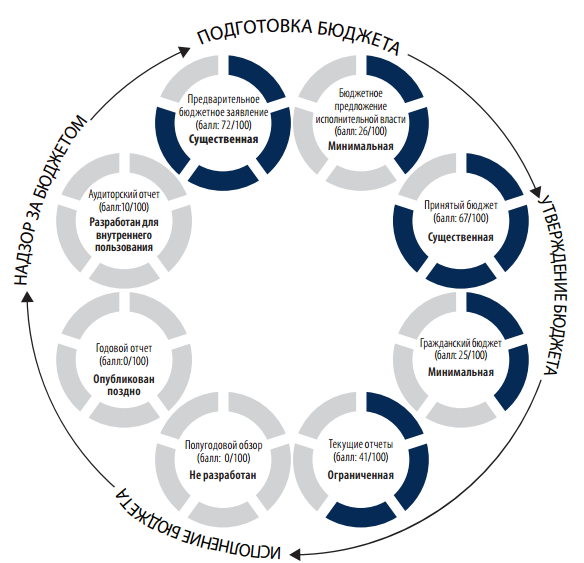 ПОДГОТОВКА БЮДЖЕТА
Предварительное
бюджетное заявление
(балл: 72/100)
Существенная
Бюджетное
предложение
исполнительной власти
(балл: 26/100)
Минимальная
УТВЕРЖДЕНИЕ БЮДЖЕТА
Принятый бюджет
(балл: 67/100)
Существенная
Гражданский бюджет
(балл: 25/100)
Минимальная
ИСПОЛНЕНИЕ БЮДЖЕТА
Текущие отчеты
(балл: 41/100)
Ограниченная
Полугодовой обзор
(балл: 0/100)
Не разработан
НАДЗОР ЗА БЮДЖЕТОМ
Годовой отчет
(балл:0/100)
Опубликован
поздно
Аудиторский отчет
(балл:10/100)
Разработан для
внутреннего
пользования